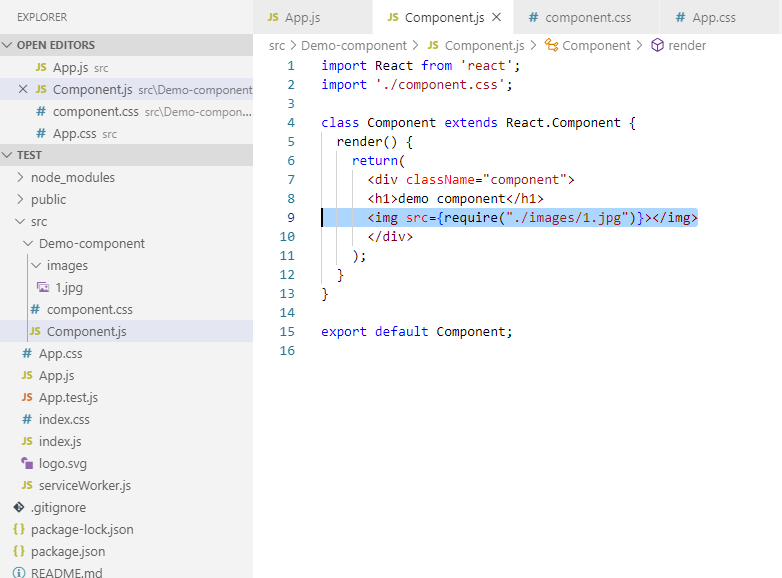 EXPLORER
OPEN EDITORS
JS App.js src
JS Component.js src\Demo-component
# component.css src\Demo-compon...
# App.css src
TEST
node_modules
public
src
Demo-component
images
1.jpg
# component.css
JS Component.js
# App.css
JS App.js
JS App.test.js
# index.css
JS index.js
logo.svg
JS serviceWorker.js
.gitignore
{} package-lock.json
{} package.json
README.md
JS App.js
JS Component.js
# component.css
# App.css
src > Demo-component > JS Component.js > Component > render
1 import React from 'react';
2 import './component.css';
3
4 class Component extends React.Component {
5 render() {
6 return(
7 <div className="component">
8 <h1>demo component</h1>
9 <img src={require("./images/1.jpg")}></img>
10 </div>
11 );
12 }
13 }
14
15 export default Component;
16